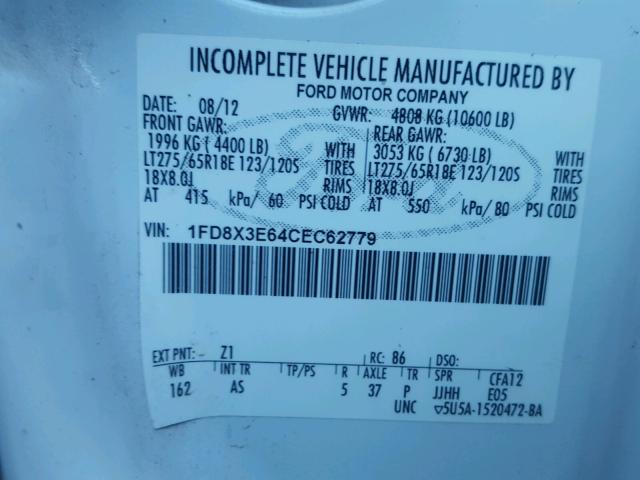 INCOMPLETE VEHICLE MANUFACTURED BY
FORD MOTOR COMPANY
DATE: 08/12 GVWR: 4808 KG (10600 LB)
FRONT GAWR: REAR GAWR:
1996 KG ( 4400 LB) WITH 3053 KG ( 6730 LB) WITH
LT275/65R18E 123/120S TIRES LT275/65R18E 123/120S TIRES
18X8.0J RIMS 18X8.0J RIMS
AT 415 kPa/ 60 PSI COLD AT 550 kPa/ 80 PSI COLD
VIN: 1FD8X3E64CEC62779
EXT PNT: Z1 RC: 86 DSO:
WB INT TR TP/PS R AXLE TR SPR CFA12
162 AS 5 37 P JJHH E05
UNC ▽5U5A-1520472-BA